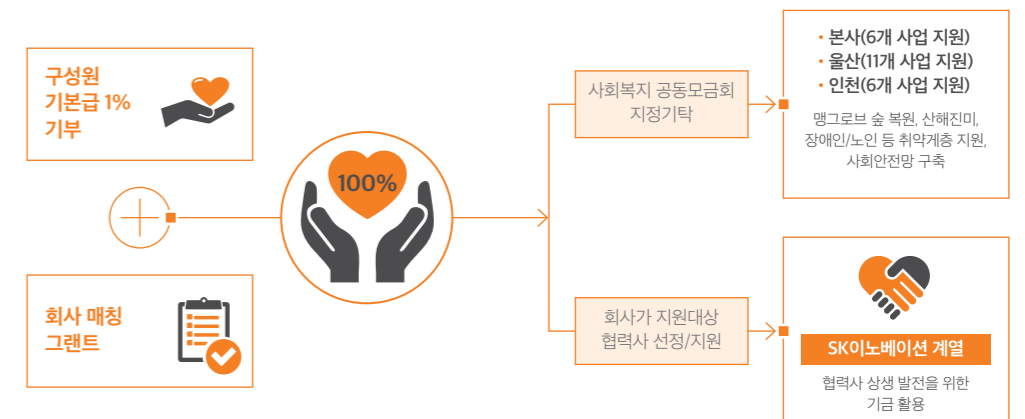 구성원
기본급 1%
기부
회사 매칭
그랜트
100%
사회복지 공동모금회
지정기탁
회사가 지원대상
협력사 선정/지원
• 본사(6개 사업 지원)
• 울산(11개 사업 지원)
• 인천(6개 사업 지원)
맹그로브 숲 복원, 산해진미,
장애인/노인 등 취약게층 지원,
사회안전망 구축
SK이노베이션 계열
협력사 상생 발전을 위한
기금 활용